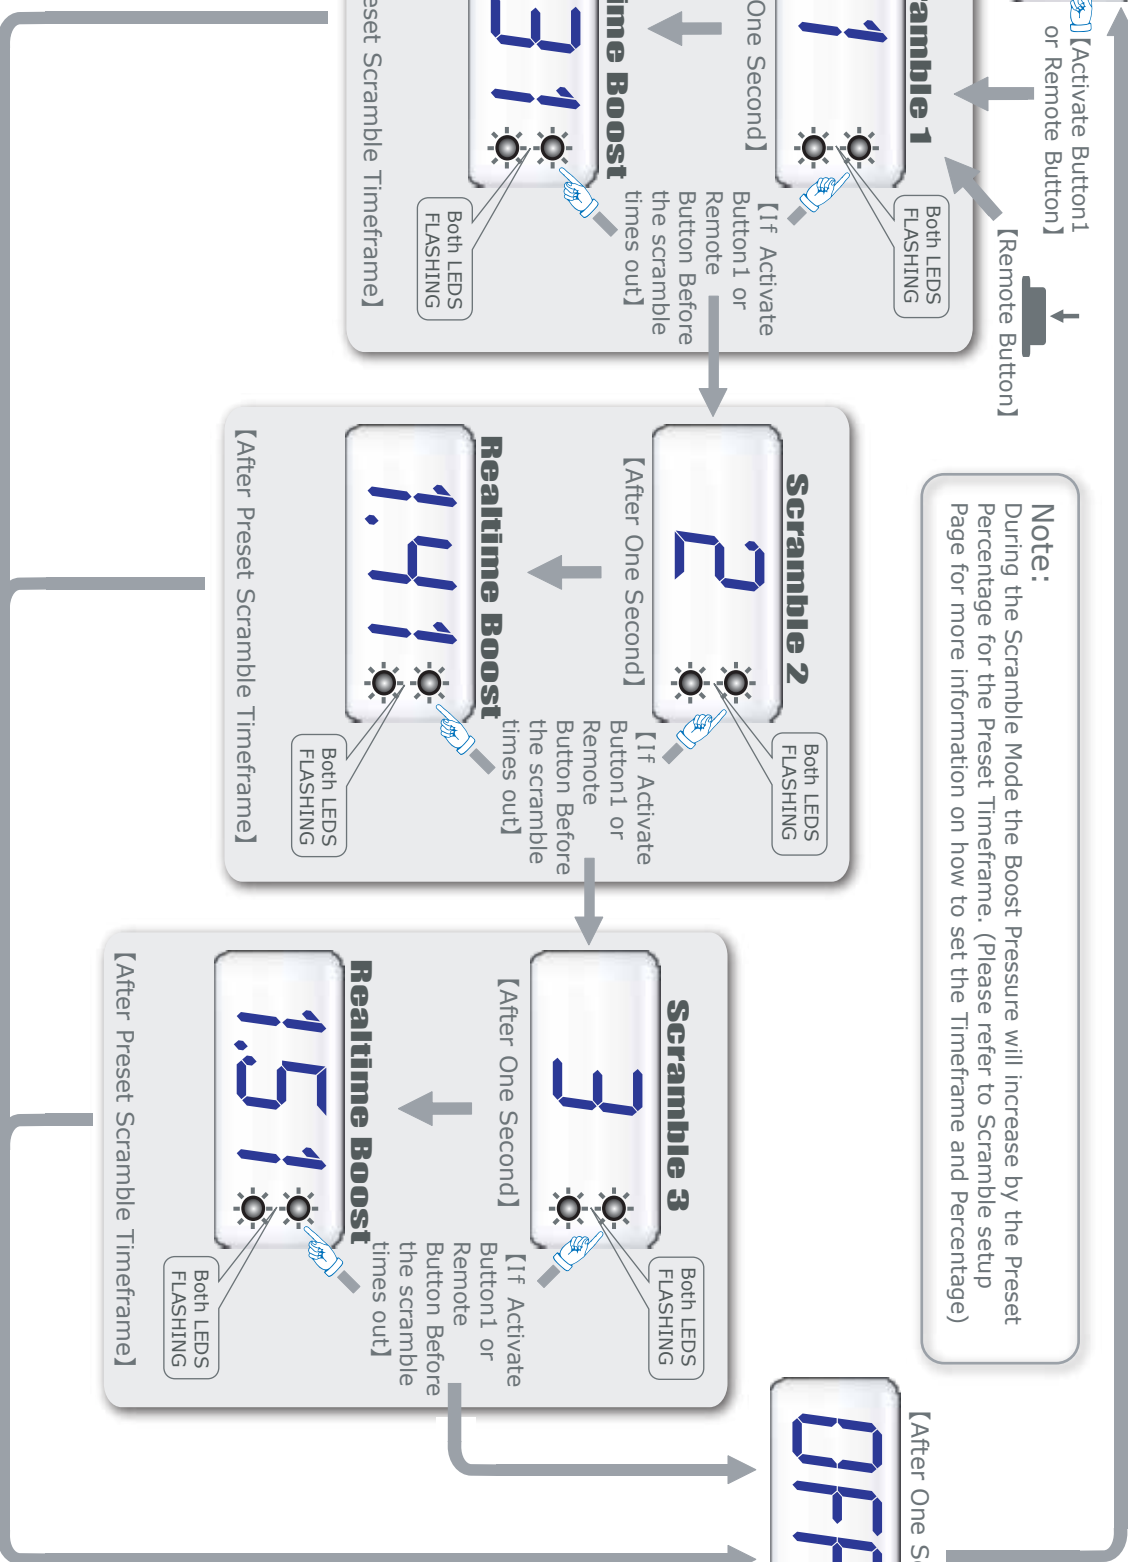 【Activate Button1
or Remote Button】
【Remote Button】
1
One Second】
Boost
31
【If Activate
Button1 or
Remote
Button Before
the scramble
times out】
Both LEDS
FLASHING
Both LEDS
FLASHING
Scramble Timeframe】
Note:
During the Scramble Mode the Boost Pressure will increase by the Preset
Percentage for the Preset Timeframe. (Please refer to Scramble setup
Page for more information on how to set the Timeframe and Percentage)
Scramble 2
2
【After One Second】
Realtime Boost
1.41
【If Activate
Button1 or
Remote
Button Before
the scramble
times out】
Both LEDS
FLASHING
Both LEDS
FLASHING
【After Preset Scramble Timeframe】
Scramble 3
3
【After One Second】
Realtime Boost
1.51
【If Activate
Button1 or
Remote
Button Before
the scramble
times out】
Both LEDS
FLASHING
Both LEDS
FLASHING
【After Preset Scramble Timeframe】
【After One
OFF